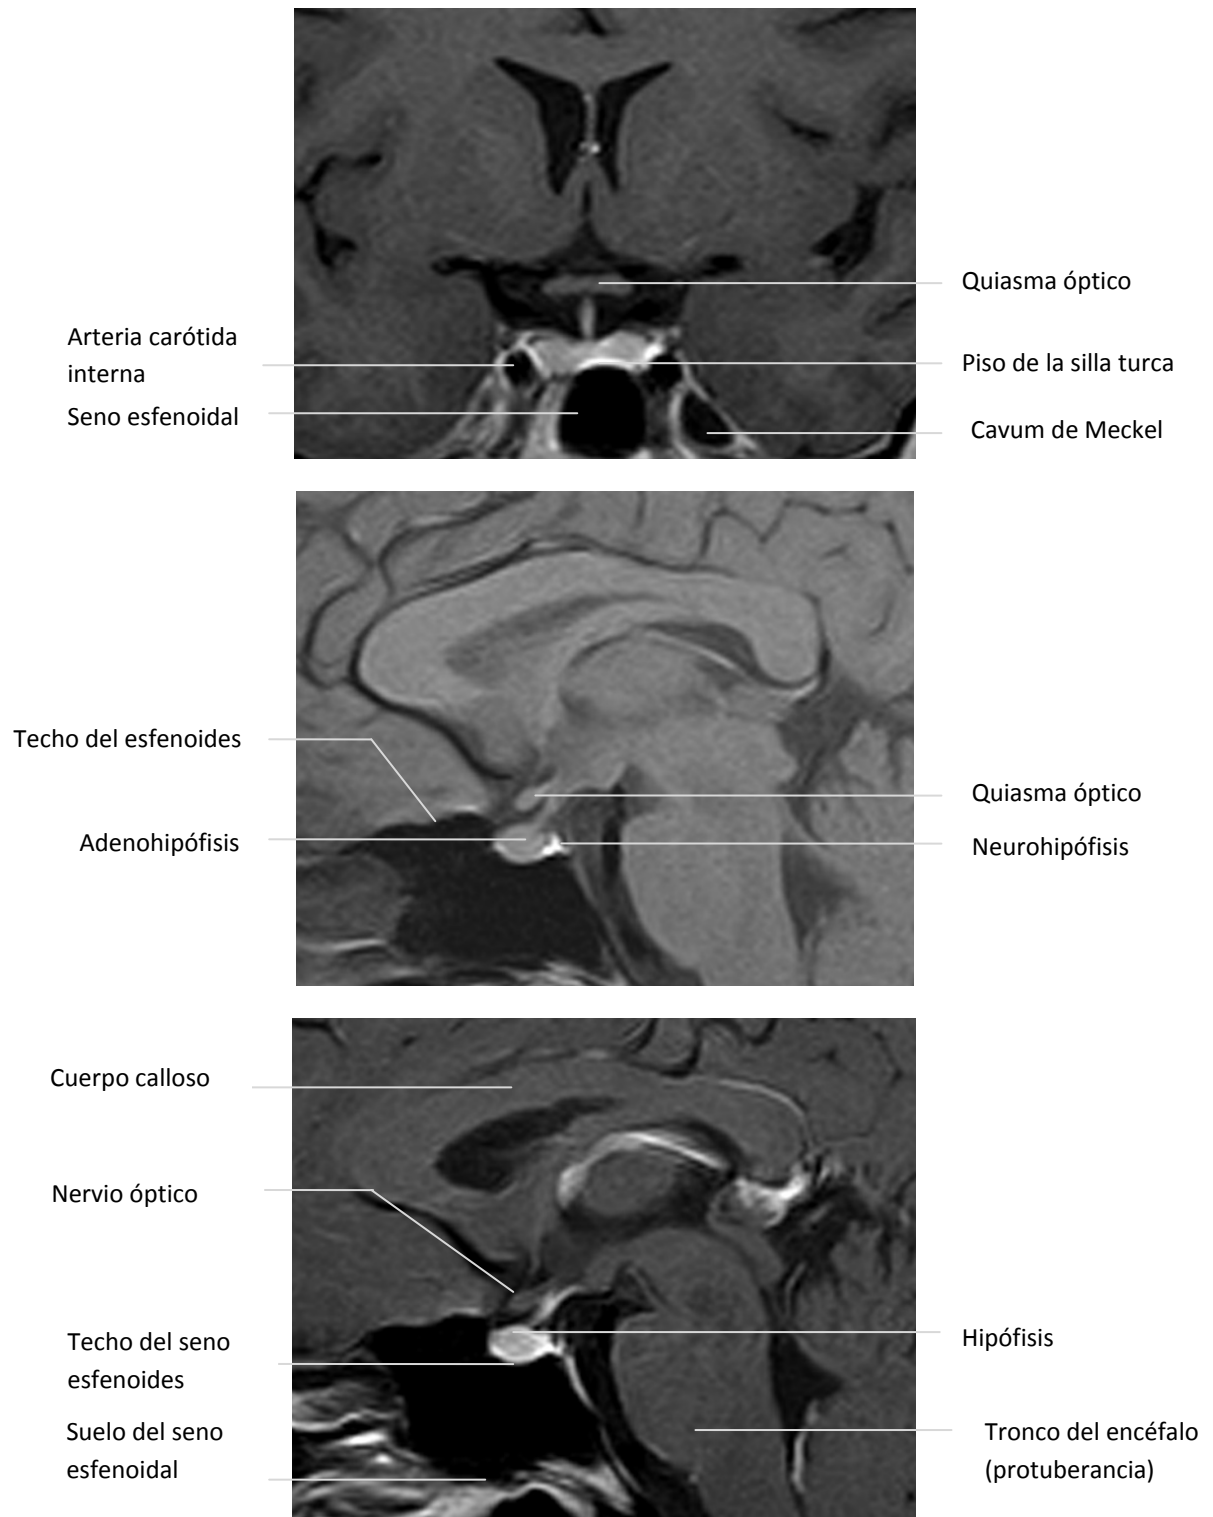 Quiasma óptico
Arteria carótida
interna
Piso de la silla turca
Seno esfenoidal
Cavum de Meckel
Techo del esfenoides
Quiasma óptico
Adenohipófisis
Neurohipófisis
Cuerpo calloso
Nervio óptico
Techo del seno
esfenoides
Hipófisis
Suelo del seno
esfenoidal
Tronco del encéfalo
(protuberancia)